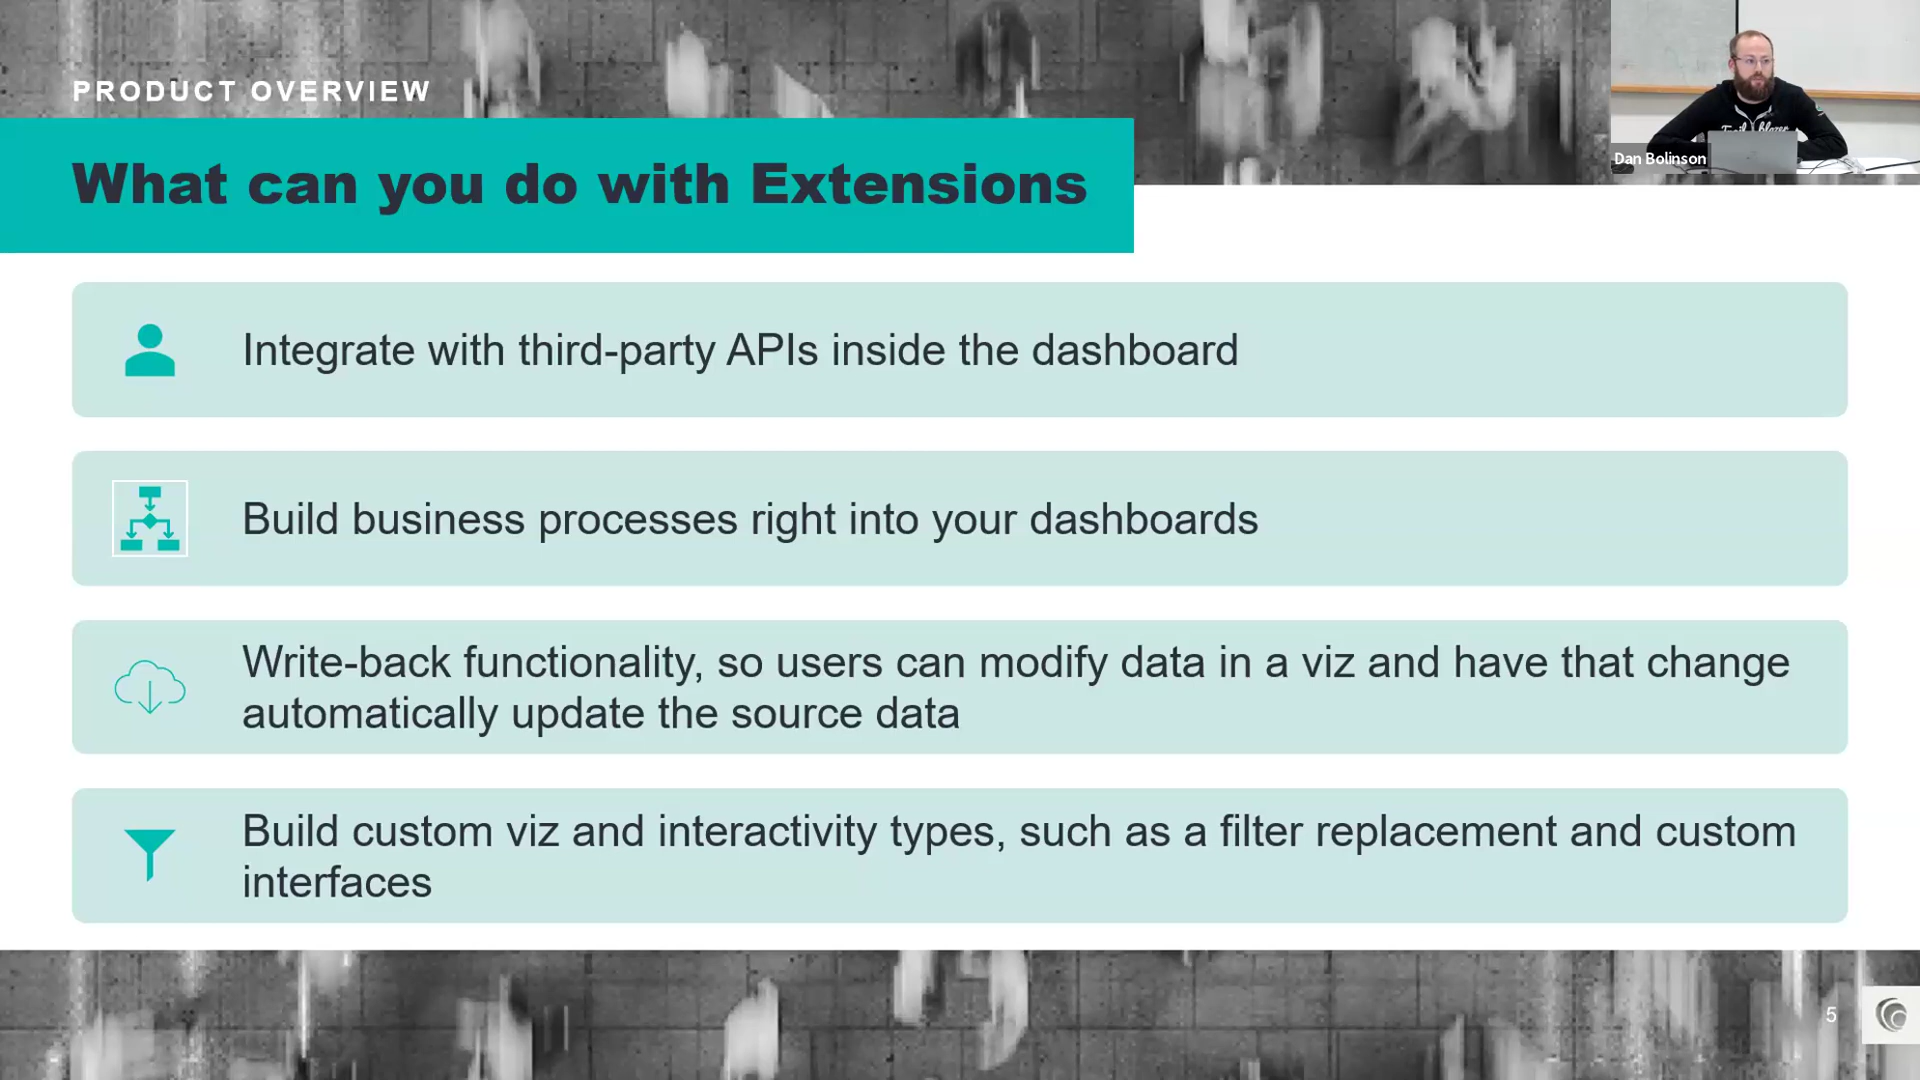 PRODUCT OVERVIEW
What can you do with Extensions
Dan Bolinson
Integrate with third-party APIs inside the dashboard
Build business processes right into your dashboards
Write-back functionality, so users can modify data in a viz and have that change
automatically update the source data
Build custom viz and interactivity types, such as a filter replacement and custom
interfaces
5